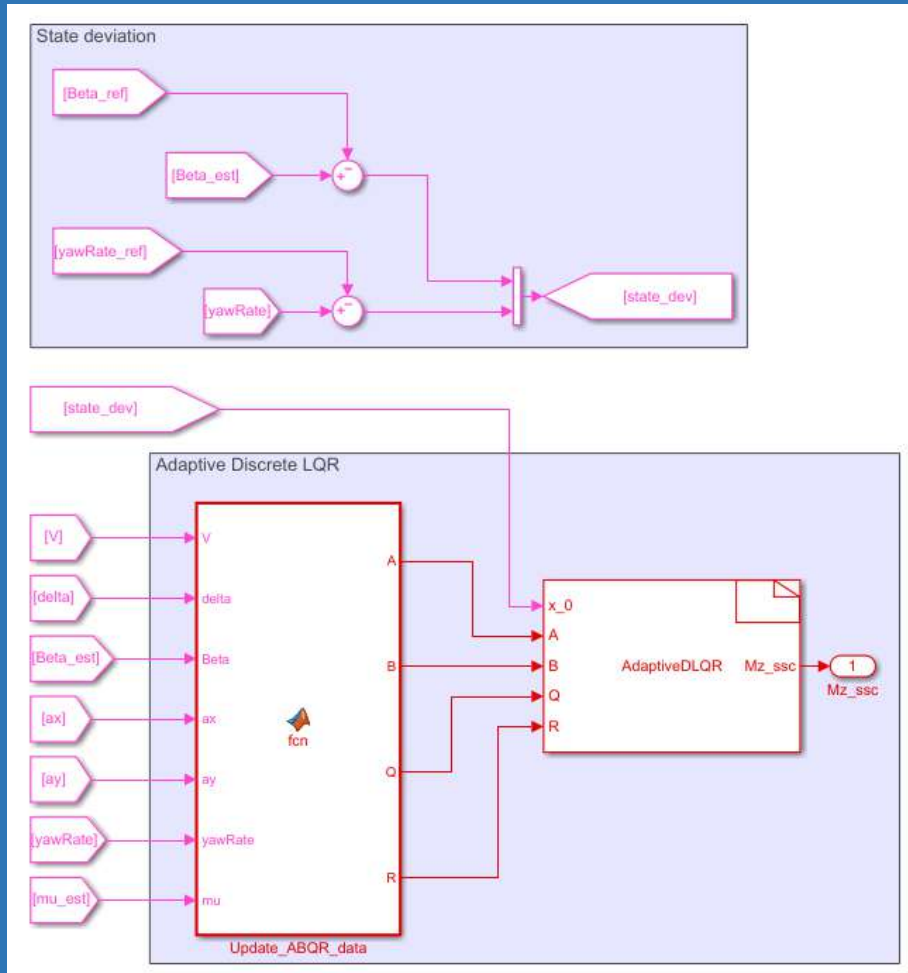 State deviation
[Beta_ref]
[Beta_est]
+
−
[yawRate_ref]
[yawRate]
+
−
[state_dev]
[state_dev]
Adaptive Discrete LQR
[V]
V
[delta]
delta
[Beta_est]
Beta
[ax]
ax
[ay]
ay
[yawRate]
yawRate
[mu_est]
mu
fcn
A
B
Q
R
Update_ABQR_data
x_0
A
B
Q
R
AdaptiveDLQR
Mz_ssc
1
Mz_ssc